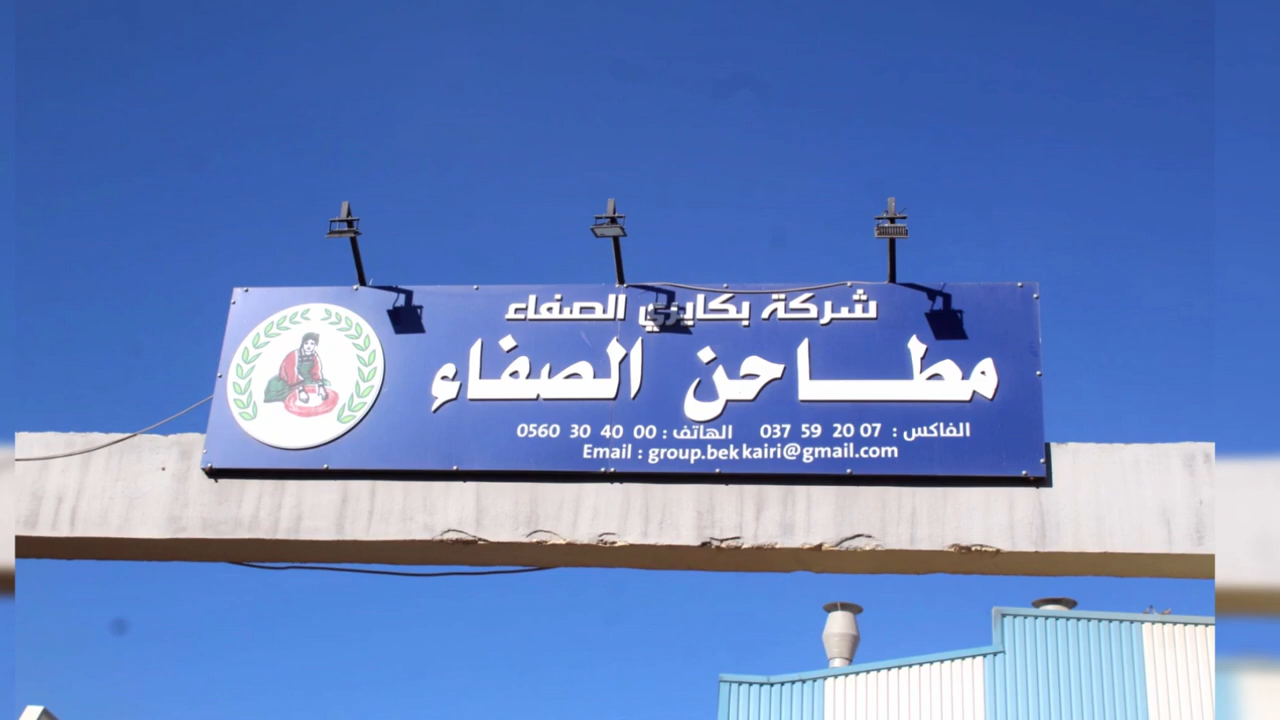 شركة بكايري الصفاء
مطاحن الصفاء
الفاكس : 07 20 59 037 الهاتف : 00 40 30 0560
Email : group.bekkairi@gmail.com